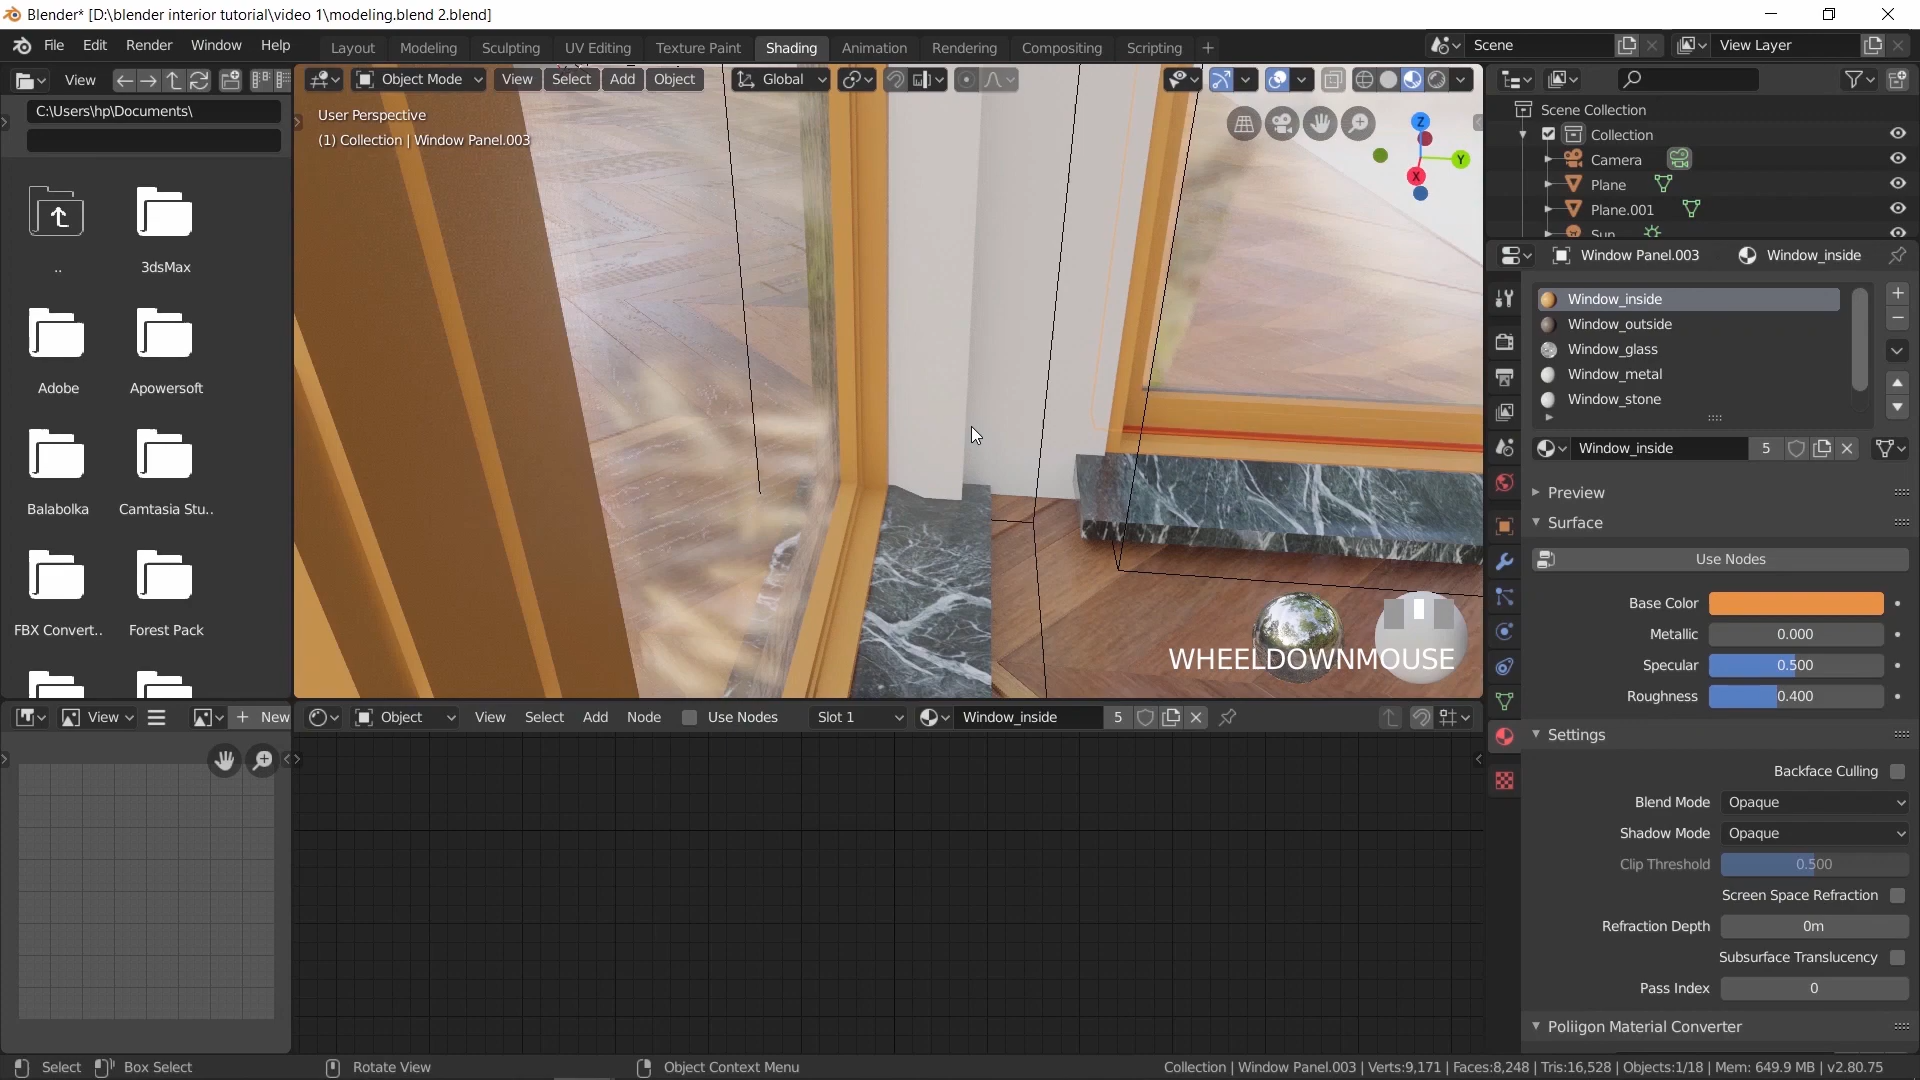 Blender* [D:\blender interior tutorial\video 1\modeling.blend 2.blend]
File Edit Render Window Help Layout Modeling Sculpting UV Editing Texture Paint Shading Animation Rendering Compositing Scripting + Scene View Layer
View Object Mode View Select Add Object Global
C:\Users\hp\Documents\
User Perspective
(1) Collection | Window Panel.003
Z
Y
X
Scene Collection
Collection
Camera
Plane
Plane.001
Sun
Window Panel.003 Window_inside
Window_inside
Window_outside
Window_glass
Window_metal
Window_stone
Window_inside 5
Preview
Surface
Use Nodes
Base Color
Metallic 0.000
Specular 0.500
Roughness 0.400
Settings
Backface Culling
Blend Mode Opaque
Shadow Mode Opaque
Clip Threshold 0.500
Screen Space Refraction
Refraction Depth 0m
Subsurface Translucency
Pass Index 0
Poliigon Material Converter
.. 3dsMax
Adobe Apowersoft
Balabolka Camtasia Stu..
FBX Convert.. Forest Pack
WHEELDOWNMOUSE
View + New Object View Select Add Node Use Nodes Slot 1 Window_inside 5
Select Box Select Rotate View Object Context Menu Collection | Window Panel.003 | Verts:9,171 | Faces:8,248 | Tris:16,528 | Objects:1/18 | Mem: 649.9 MB | v2.80.75